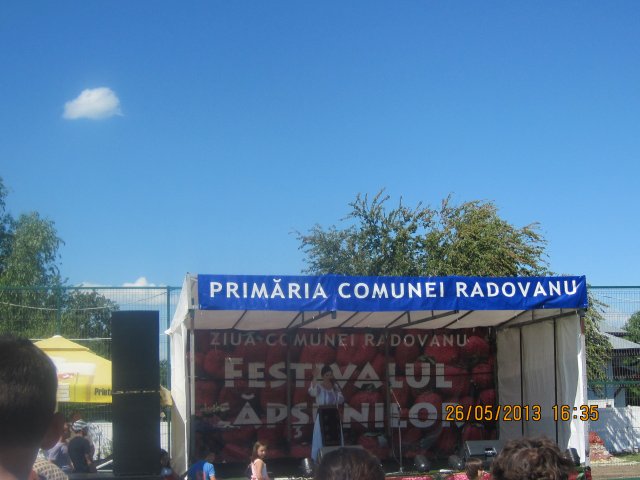 PRIMĂRIA COMUNEI RADOVANU
ZIUA COMUNEI RADOVANU
FESTIVALUL
CĂPȘUNILOR
26/05/2013 16:35